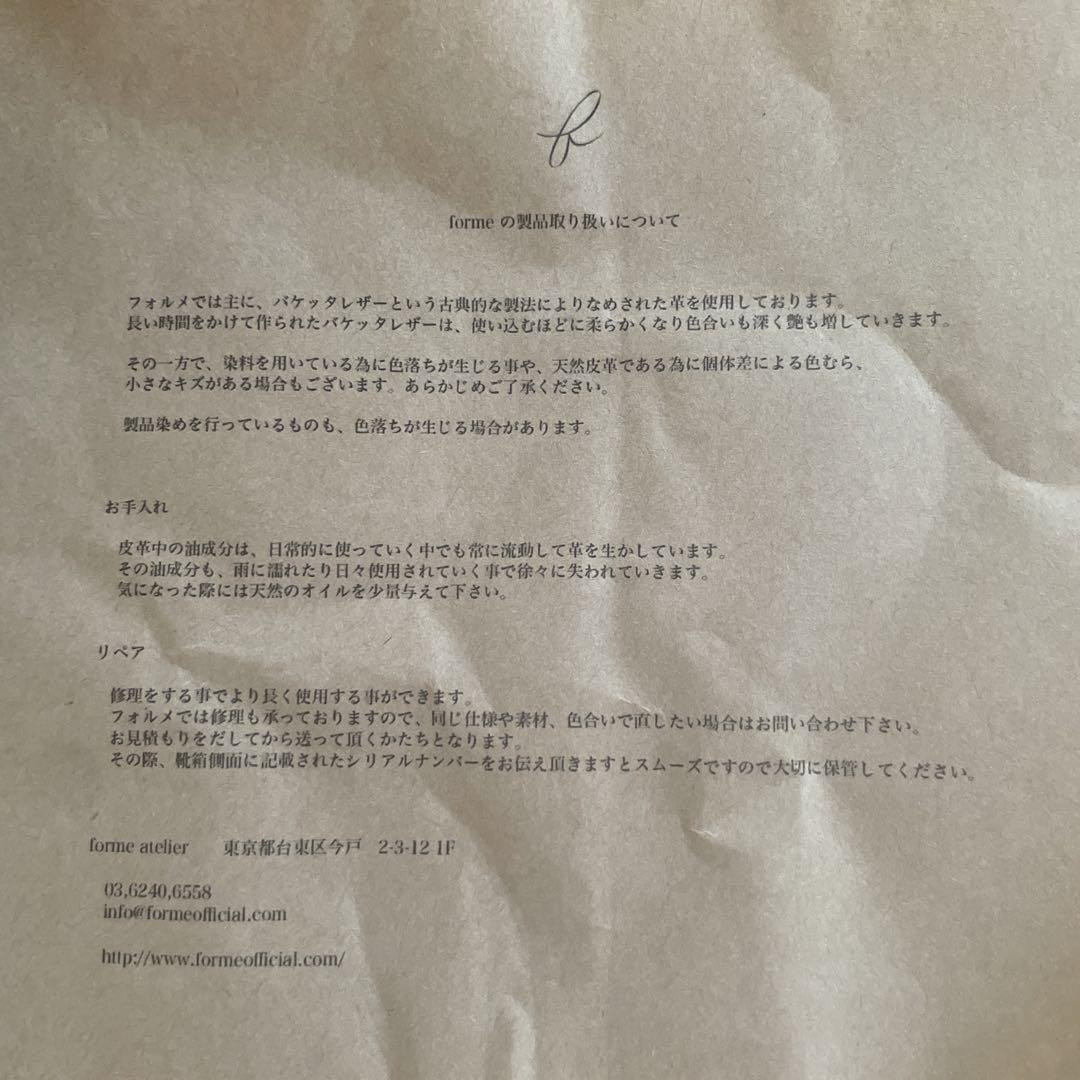 forme の製品取り扱いについて
フォルメでは主に、バケッタレザーという古典的な製法によりなめされた革を使用しております。
長い時間をかけて作られたバケッタレザーは、使い込むほどに柔らかくなり色合いも深く艶も増していきます。
その一方で、染料を用いている為に色落ちが生じる事や、天然皮革である為に個体差による色むら、
小さなキズがある場合もございます。あらかじめご了承ください。
製品染めを行っているものも、色落ちが生じる場合があります。
お手入れ
皮革中の油成分は、日常的に使っていく中でも常に流動して革を生かしています。
その油成分も、雨に濡れたり日々使用されていく事で徐々に失われていきます。
気になった際には天然のオイルを少量与えて下さい。
リペア
修理をする事でより長く使用する事ができます。
フォルメでは修理も承っておりますので、同じ仕様や素材、色合いで直したい場合はお問い合わせ下さい。
お見積もりをだしてから送って頂くかたちとなります。
その際、靴箱側面に記載されたシリアルナンバーをお伝え頂きますとスムーズですので大切に保管してください。
forme atelier 東京都台東区今戸 2-3-12 1F
03,6240,6558
info@formeofficial.com
http://www.formeofficial.com/